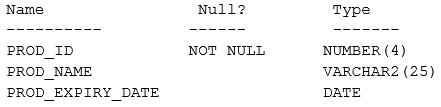 Name Null? Type
---------- ------ -------
PROD_ID NOT NULL NUMBER(4)
PROD_NAME VARCHAR2(25)
PROD_EXPIRY_DATE DATE